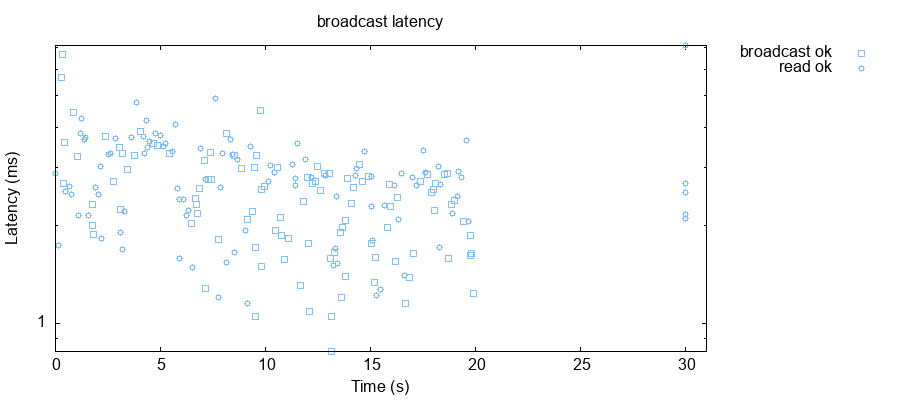 broadcast latency
broadcast ok
read ok
Latency (ms)
1
0 5 10 15 20 25 30
Time (s)